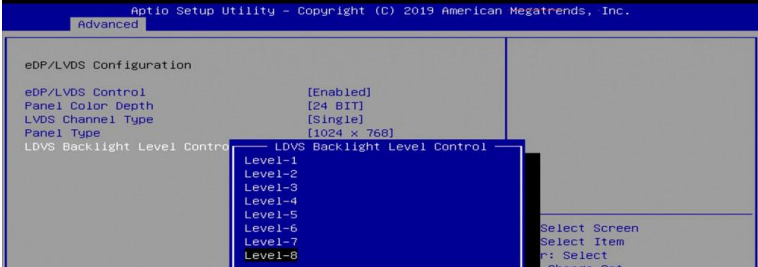 Aptio Setup Utility – Copyright (C) 2019 American Megatrends, Inc.
Advanced
eDP/LVDS Configuration
eDP/LVDS Control [Enabled]
Panel Color Depth [24 BIT]
LVDS Channel Type [Single]
Panel Type [1024 x 768]
LDVS Backlight Level Contro
LDVS Backlight Level Control
Level-1
Level-2
Level-3
Level-4
Level-5
Level-6
Level-7
Level-8
Select Screen
Select Item
r: Select